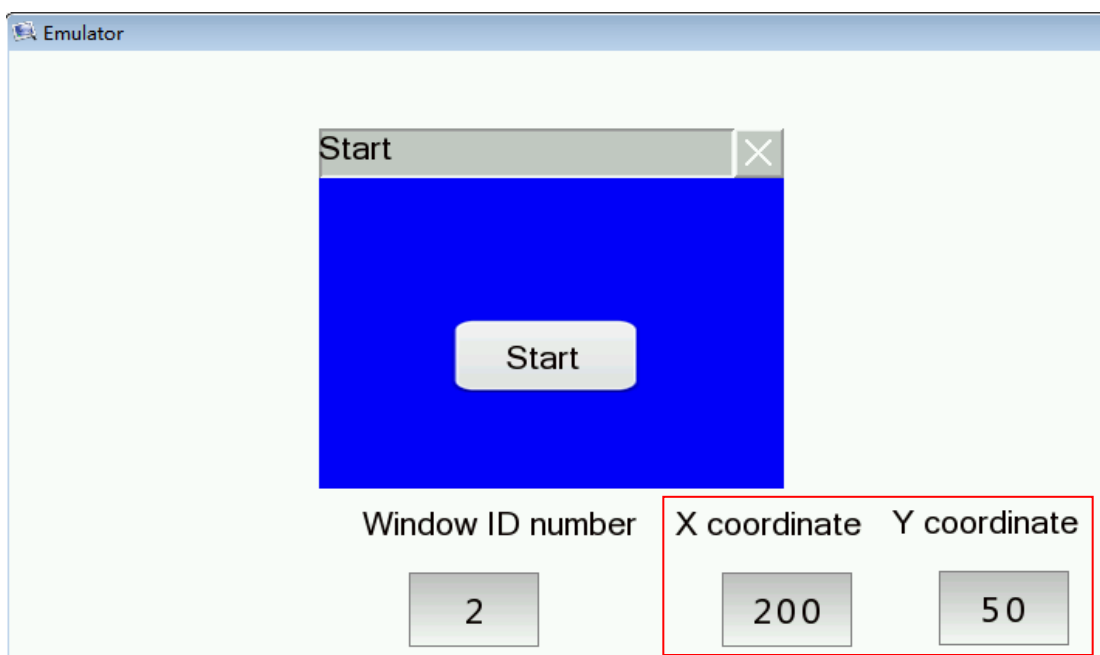 Emulator
Start
Start
Window ID number X coordinate Y coordinate
2 200 50